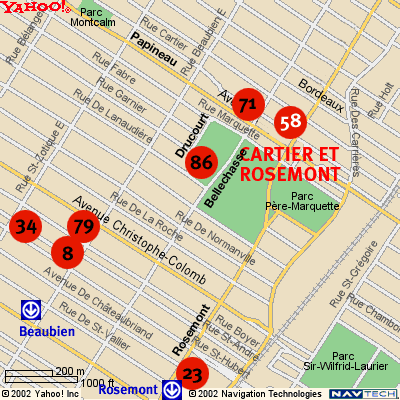 YAHOO!
Parc
Montcalm
Rue Bélanger
Rue Cartier
Rue Beaubien E
Papineau
Rue Fabre
Rue Garnier
Rue De Lanaudière
Rue St-Zotique E
Drucourt
Av
71
Rue Marquette
Bordeaux
58
Rue Des Carrières
Rue Holt
86
Bellechasse
CARTIER ET
ROSEMONT
Parc
Père-Marquette
34
79
8
Avenue Christophe-Colomb
Rue De La Roche
Rue De Normanville
Avenue De Châteaubriand
Rue De St-Vallier
Beaubien
Rosemont
Rue Boyer
Rue St-André
Rue St-Hubert
Rue St-Grégoire
Rue Chambord
Parc
Sir-Wilfrid-Laurier
23
200 m
1000 ft
Rosemont
©2002 Yahoo! Inc
©2002 Navigation Technologies
NAVTECH